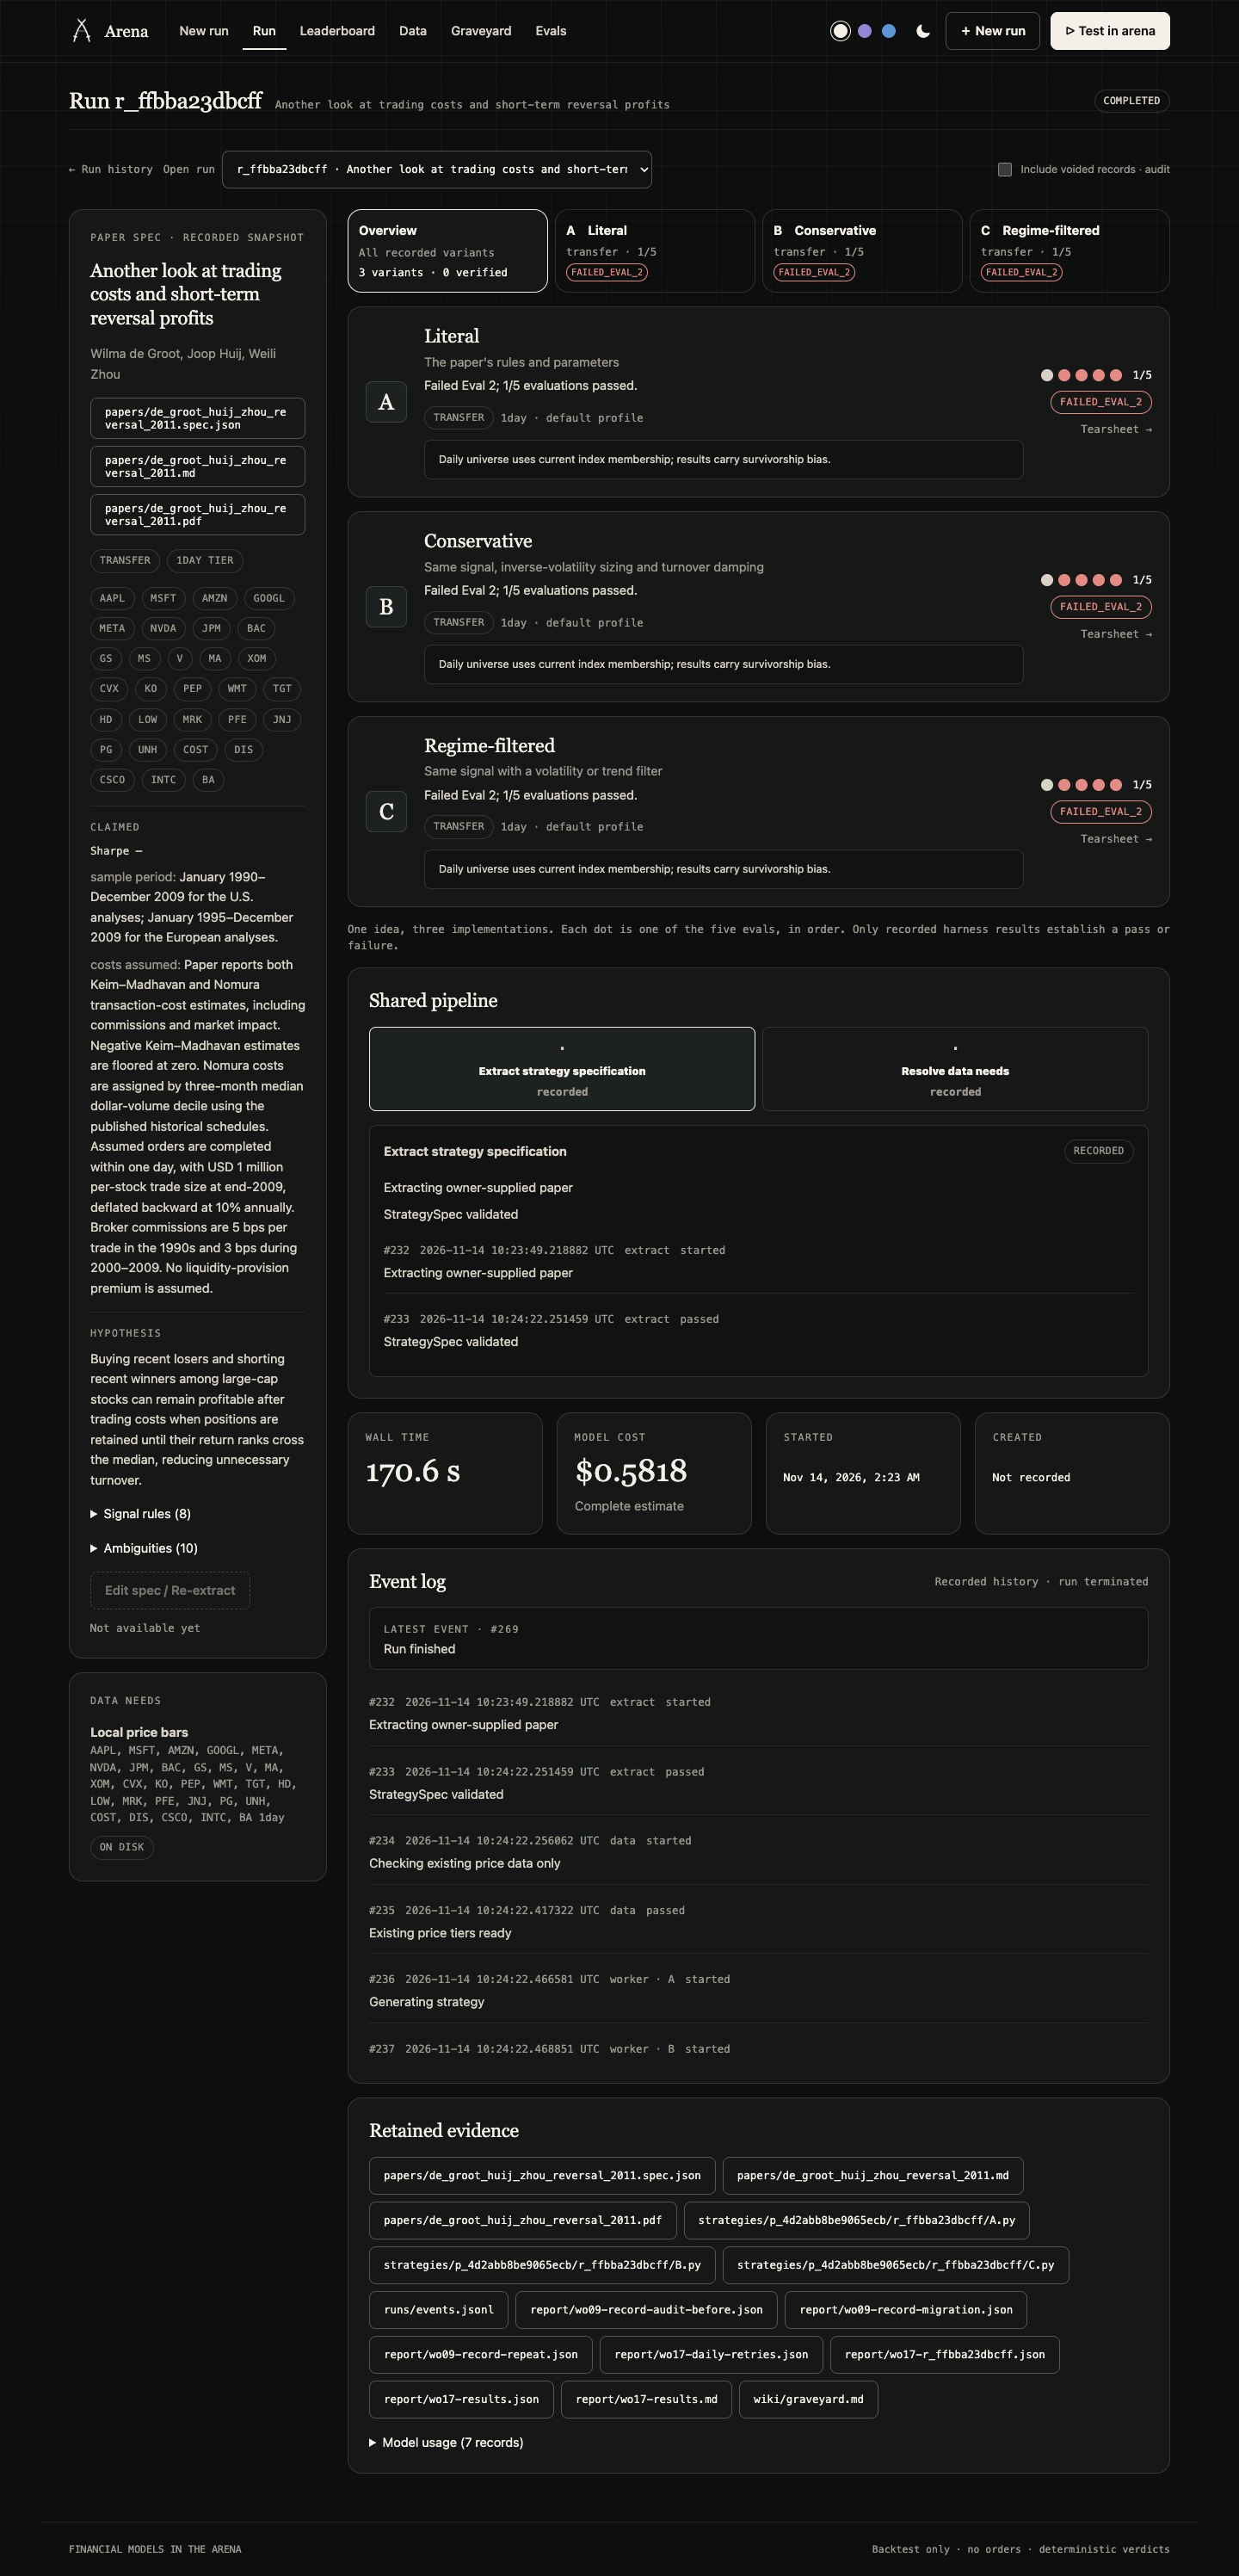 Arena
New run
Run
Leaderboard
Data
Graveyard
Evals
+ New run
Test in arena
Run r_ffbba23dbcff
Another look at trading costs and short-term reversal profits
COMPLETED
← Run history
Open run
r_ffbba23dbcff · Another look at trading costs and short-terr
Include voided records · audit
PAPER SPEC · RECORDED SNAPSHOT
Another look at trading
costs and short-term
reversal profits
Wilma de Groot, Joop Huij, Weili
Zhou
papers/de_groot_huij_zhou_re
versal_2011.spec.json
papers/de_groot_huij_zhou_re
versal_2011.md
papers/de_groot_huij_zhou_re
versal_2011.pdf
TRANSFER
1DAY TIER
AAPL MSFT AMZN GOOGL
META NVDA JPM BAC
GS MS V MA XOM
CVX KO PEP WMT TGT
HD LOW MRK PFE JNJ
PG UNH COST DIS
CSCO INTC BA
CLAIMED
Sharpe —
sample period: January 1990–
December 2009 for the U.S.
analyses; January 1995–December
2009 for the European analyses.
costs assumed: Paper reports both
Keim–Madhavan and Nomura
transaction-cost estimates, including
commissions and market impact.
Negative Keim–Madhavan estimates
are floored at zero. Nomura costs
are assigned by three-month median
dollar-volume decile using the
published historical schedules.
Assumed orders are completed
within one day, with USD 1 million
per-stock trade size at end-2009,
deflated backward at 10% annually.
Broker commissions are 5 bps per
trade in the 1990s and 3 bps during
2000–2009. No liquidity-provision
premium is assumed.
HYPOTHESIS
Buying recent losers and shorting
recent winners among large-cap
stocks can remain profitable after
trading costs when positions are
retained until their return ranks cross
the median, reducing unnecessary
turnover.
Signal rules (8)
Ambiguities (10)
Edit spec / Re-extract
Not available yet
DATA NEEDS
Local price bars
AAPL, MSFT, AMZN, GOOGL, META,
NVDA, JPM, BAC, GS, MS, V, MA,
XOM, CVX, KO, PEP, WMT, TGT, HD,
LOW, MRK, PFE, JNJ, PG, UNH,
COST, DIS, CSCO, INTC, BA 1day
ON DISK
Overview
All recorded variants
3 variants · 0 verified
A Literal
transfer · 1/5
FAILED_EVAL_2
B Conservative
transfer · 1/5
FAILED_EVAL_2
C Regime-filtered
transfer · 1/5
FAILED_EVAL_2
A
Literal
The paper's rules and parameters
Failed Eval 2; 1/5 evaluations passed.
TRANSFER 1day · default profile
Daily universe uses current index membership; results carry survivorship bias.
1/5
FAILED_EVAL_2
Tearsheet →
B
Conservative
Same signal, inverse-volatility sizing and turnover damping
Failed Eval 2; 1/5 evaluations passed.
TRANSFER 1day · default profile
Daily universe uses current index membership; results carry survivorship bias.
1/5
FAILED_EVAL_2
Tearsheet →
C
Regime-filtered
Same signal with a volatility or trend filter
Failed Eval 2; 1/5 evaluations passed.
TRANSFER 1day · default profile
Daily universe uses current index membership; results carry survivorship bias.
1/5
FAILED_EVAL_2
Tearsheet →
One idea, three implementations. Each dot is one of the five evals, in order. Only recorded harness results establish a pass or
failure.
Shared pipeline
·
Extract strategy specification
recorded
·
Resolve data needs
recorded
Extract strategy specification
RECORDED
Extracting owner-supplied paper
StrategySpec validated
#232 2026-11-14 10:23:49.218882 UTC extract started
Extracting owner-supplied paper
#233 2026-11-14 10:24:22.251459 UTC extract passed
StrategySpec validated
WALL TIME
170.6 s
MODEL COST
$0.5818
Complete estimate
STARTED
Nov 14, 2026, 2:23 AM
CREATED
Not recorded
Event log
Recorded history · run terminated
LATEST EVENT · #269
Run finished
#232 2026-11-14 10:23:49.218882 UTC extract started
Extracting owner-supplied paper
#233 2026-11-14 10:24:22.251459 UTC extract passed
StrategySpec validated
#234 2026-11-14 10:24:22.256062 UTC data started
Checking existing price data only
#235 2026-11-14 10:24:22.417322 UTC data passed
Existing price tiers ready
#236 2026-11-14 10:24:22.466581 UTC worker · A started
Generating strategy
#237 2026-11-14 10:24:22.468851 UTC worker · B started
Retained evidence
papers/de_groot_huij_zhou_reversal_2011.spec.json
papers/de_groot_huij_zhou_reversal_2011.md
papers/de_groot_huij_zhou_reversal_2011.pdf
strategies/p_4d2abb8be9065ecb/r_ffbba23dbcff/A.py
strategies/p_4d2abb8be9065ecb/r_ffbba23dbcff/B.py
strategies/p_4d2abb8be9065ecb/r_ffbba23dbcff/C.py
runs/events.jsonl
report/wo09-record-audit-before.json
report/wo09-record-migration.json
report/wo09-record-repeat.json
report/wo17-daily-retries.json
report/wo17-r_ffbba23dbcff.json
report/wo17-results.json
report/wo17-results.md
wiki/graveyard.md
Model usage (7 records)
FINANCIAL MODELS IN THE ARENA
Backtest only · no orders · deterministic verdicts